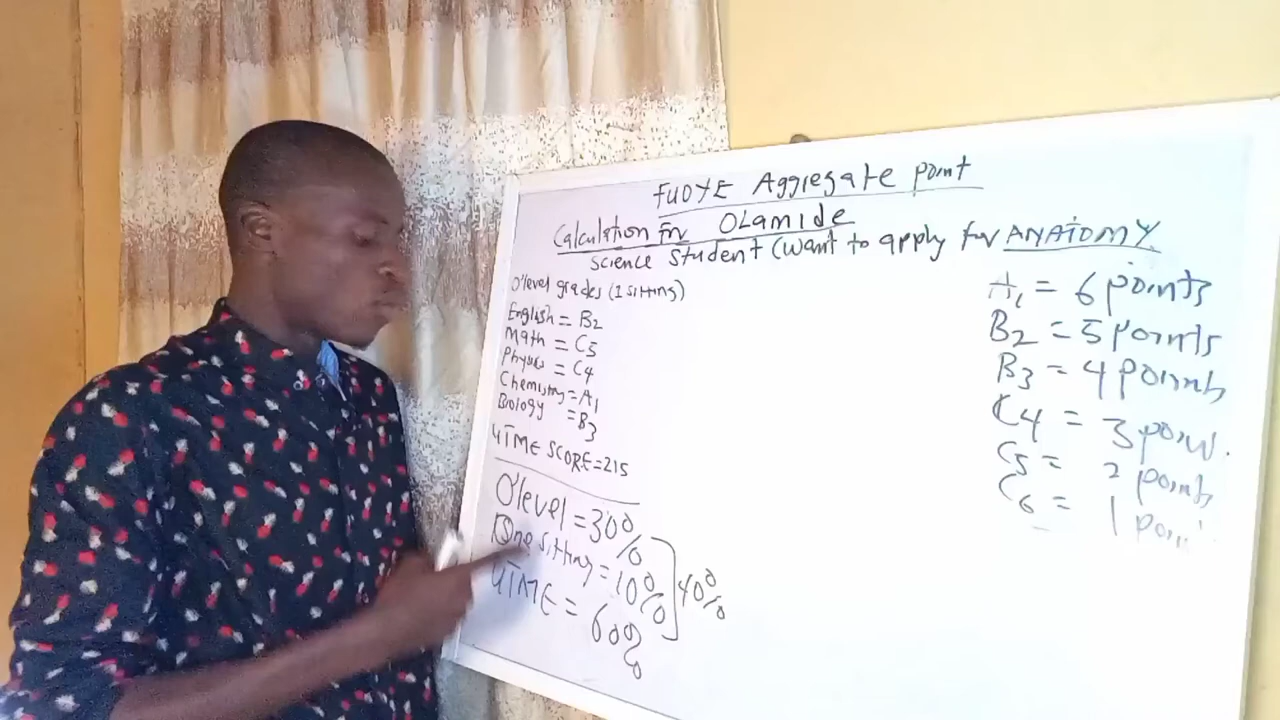 FUOYE Aggregate point
Calculation for OLAMIDE
Science student (want to apply for ANATOMY
O'level grades (1 sitting)
English = B2
Math = C5
Physics = C4
Chemistry = A1
Biology = B3
UTME SCORE = 215
O'level = 30%
One sitting = 10%
UTME = 60%
40%
A1 = 6 points
B2 = 5 points
B3 = 4 points
C4 = 3 point.
C5 = 2 points
C6 = 1 point